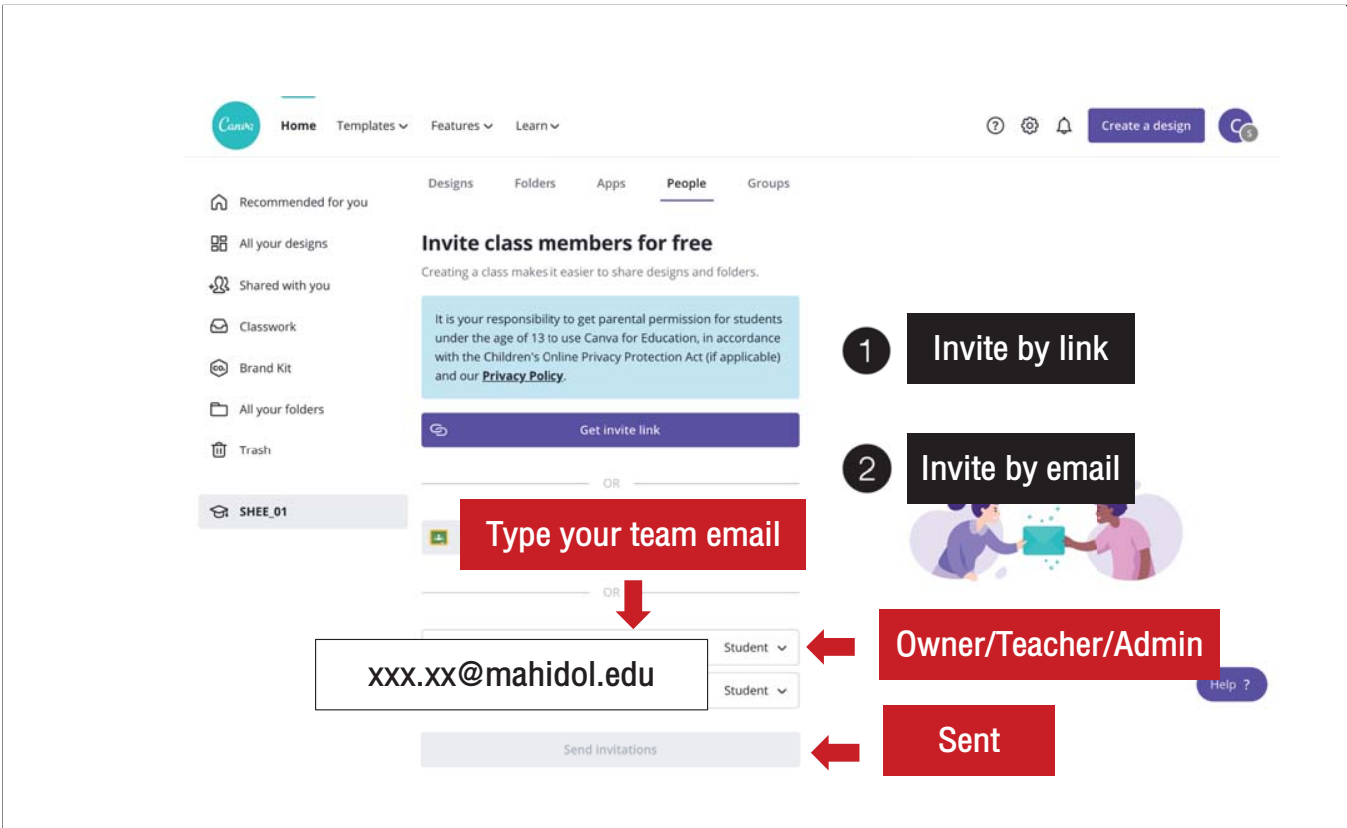 Canva
Home
Templates
Features
Learn
?
Create a design
C
S
Designs
Folders
Apps
People
Groups
Recommended for you
All your designs
Shared with you
Classwork
CO.
Brand Kit
All your folders
Trash
SHEE_01
Invite class members for free
Creating a class makes it easier to share designs and folders.
It is your responsibility to get parental permission for students
under the age of 13 to use Canva for Education, in accordance
with the Children's Online Privacy Protection Act (if applicable)
and our Privacy Policy.
Get invite link
OR
Type your team email
OR
xxx.xx@mahidol.edu
Student
Student
Send invitations
1
Invite by link
2
Invite by email
Owner/Teacher/Admin
Help ?
Sent